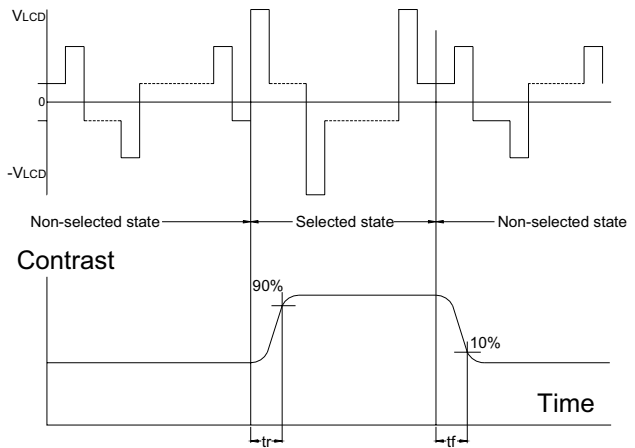 VLCD
0
-VLCD
Non-selected state
Selected state
Non-selected state
Contrast
90%
10%
Time
tr
tf